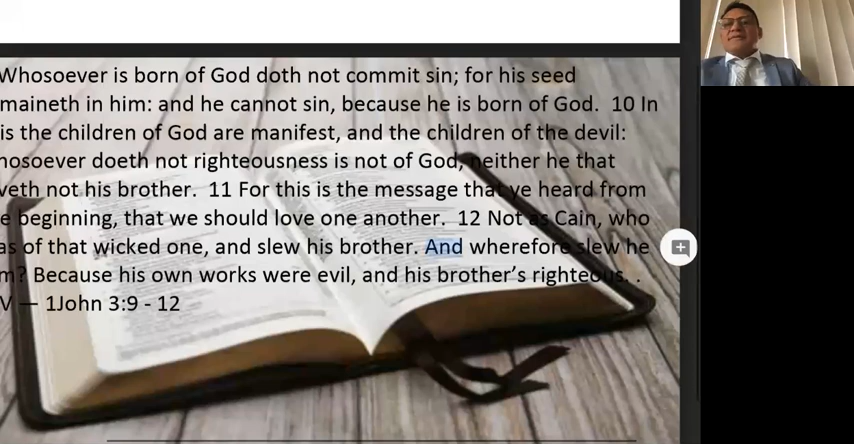 Whosoever is born of God doth not commit sin; for his seed
maineth in him: and he cannot sin, because he is born of God. 10 In
is the children of God are manifest, and the children of the devil:
hosoever doeth not righteousness is not of God, neither he that
veth not his brother. 11 For this is the message that ye heard from
e beginning, that we should love one another. 12 Not as Cain, who
as of that wicked one, and slew his brother. And wherefore slew he
m? Because his own works were evil, and his brother’s righteous. .
V — 1John 3:9 - 12